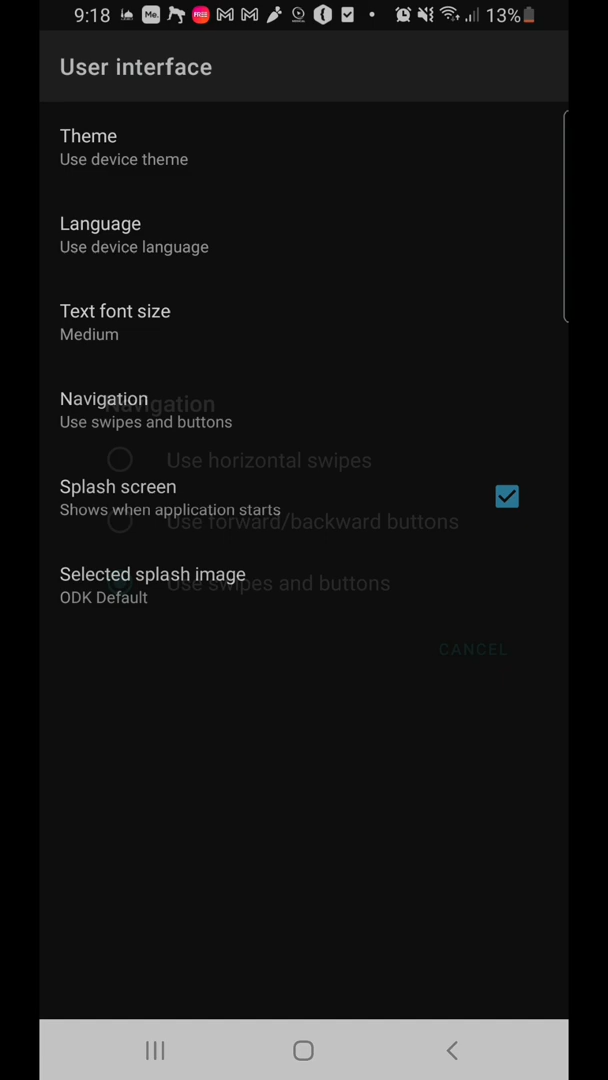 9:18 Me. FREE 13%
User interface
Theme
Use device theme
Language
Use device language
Text font size
Medium
Navigation
Use swipes and buttons
Navigation
Use horizontal swipes
Splash screen
Shows when application starts
Use forward/backward buttons
Selected splash image
ODK Default
Use swipes and buttons
CANCEL